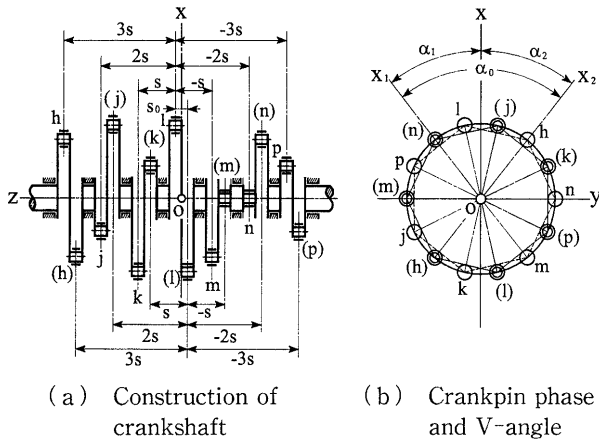 X
3s -3s
2s -2s
s -s
s₀
h (j) (k) l (m) (n) p
Z O n
(h) j k (l) m (p)
s -s
2s -2s
3s -3s
X
α₁ α₂
X₁ α₀ X₂
l (j)
(n) h
p (k)
(m) O n y
j (p)
(h) m
k (l)
(a) Construction of crankshaft
(b) Crankpin phase and V-angle